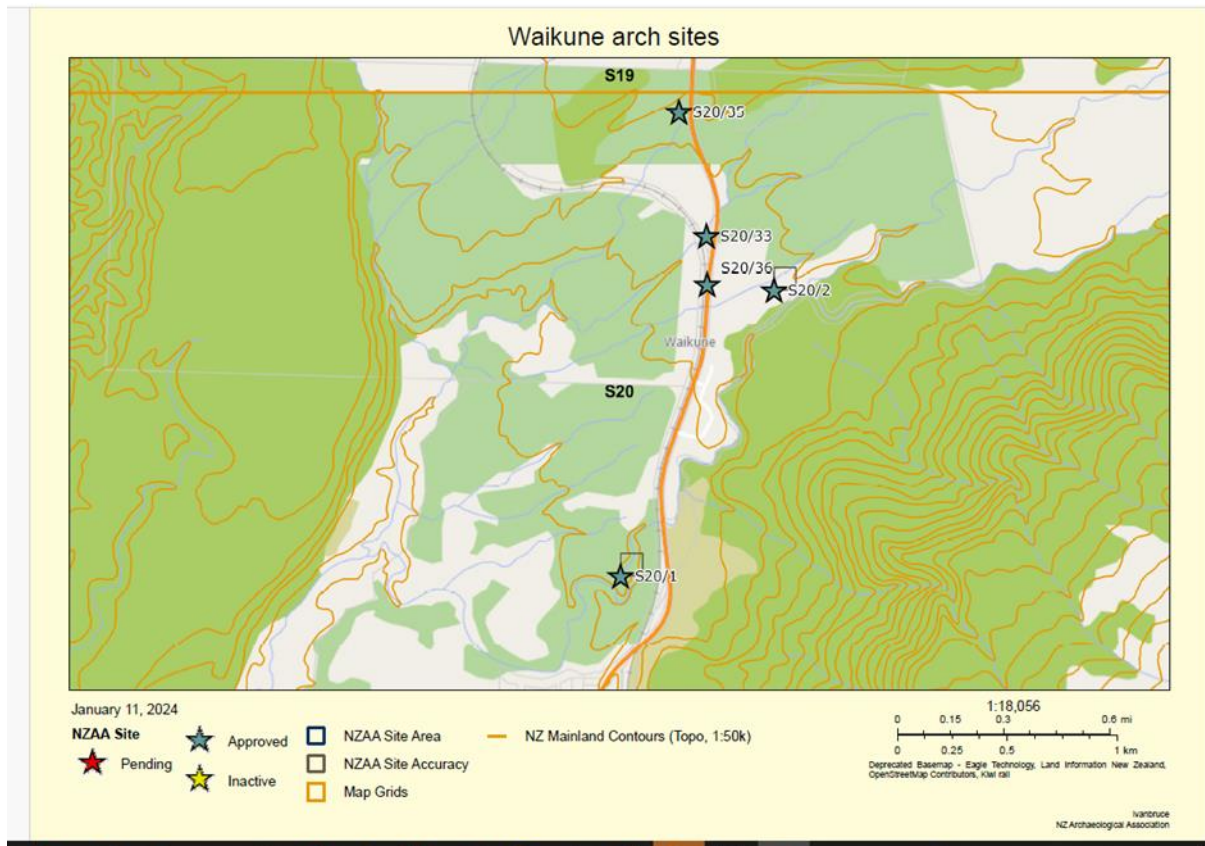 Waikune arch sites
S19
S20/35
S20/33
S20/36
S20/2
Waikune
S20
S20/1
January 11, 2024
NZAA Site
Pending
Approved
Inactive
NZAA Site Area
NZAA Site Accuracy
Map Grids
NZ Mainland Contours (Topo, 1:50k)
1:18,056
0 0.15 0.3 0.6 mi
0 0.25 0.5 1 km
Deprecated Basemap - Eagle Technology, Land Information New Zealand,
OpenStreetMap Contributors, Kiwi rail
Ivanbruce
NZ Archaeological Association